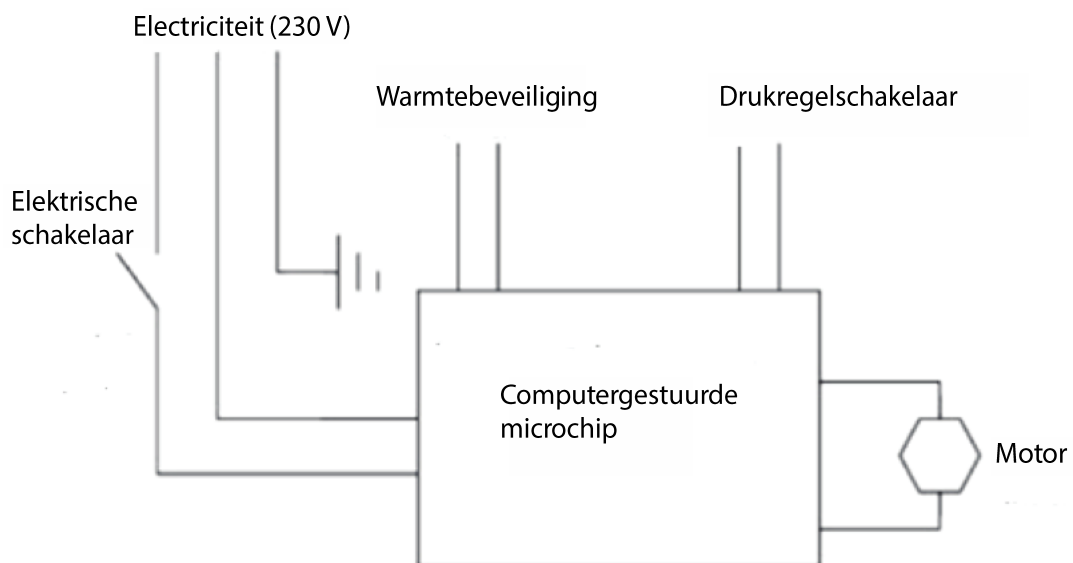 Electriciteit (230 V)
Warmtebeveiliging
Drukregelschakelaar
Elektrische
schakelaar
Computergestuurde
microchip
Motor